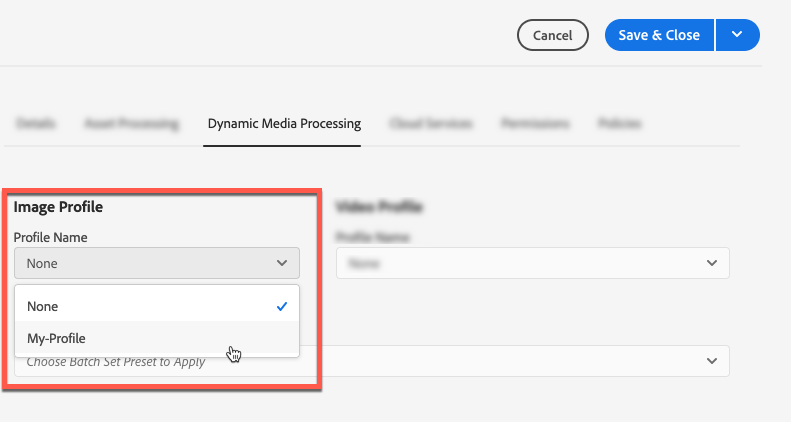 Cancel
Save & Close
Details Asset Processing Dynamic Media Processing Cloud Services Permissions Policies
Image Profile Video Profile
Profile Name Profile Name
None None
None
My-Profile
Choose Batch Set Preset to Apply